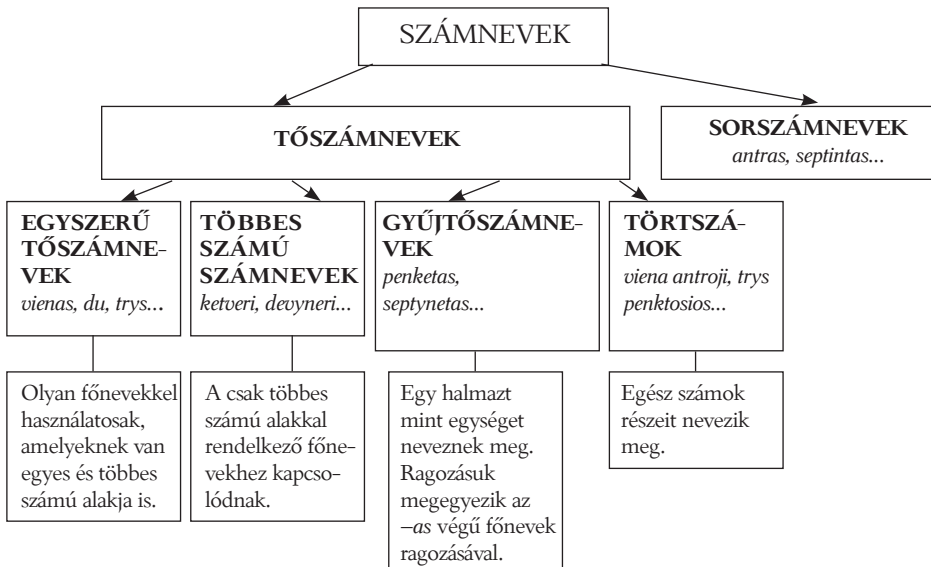 SZÁMNEVEK
TŐSZÁMNEVEK
SORSZÁMNEVEK
antras, septintas...
EGYSZERŰ
TŐSZÁMNE-
VEK
vienas, du, trys...
TÖBBES
SZÁMÚ
SZÁMNEVEK
ketveri, devyneri...
GYŰJTŐSZÁMNE-
VEK
penketas,
septynetas...
TÖRTSZÁ-
MOK
viena antroji, trys
penktosios...
Olyan főnevekkel
használatosak,
amelyeknek van
egyes és többes
számú alakja is.
A csak többes
számú alakkal
rendelkező főne-
vekhez kapcso-
lódnak.
Egy halmazt
mint egységet
neveznek meg.
Ragozásuk
megegyezik az
–as végű főnevek
ragozásával.
Egész számok
részeit nevezik
meg.